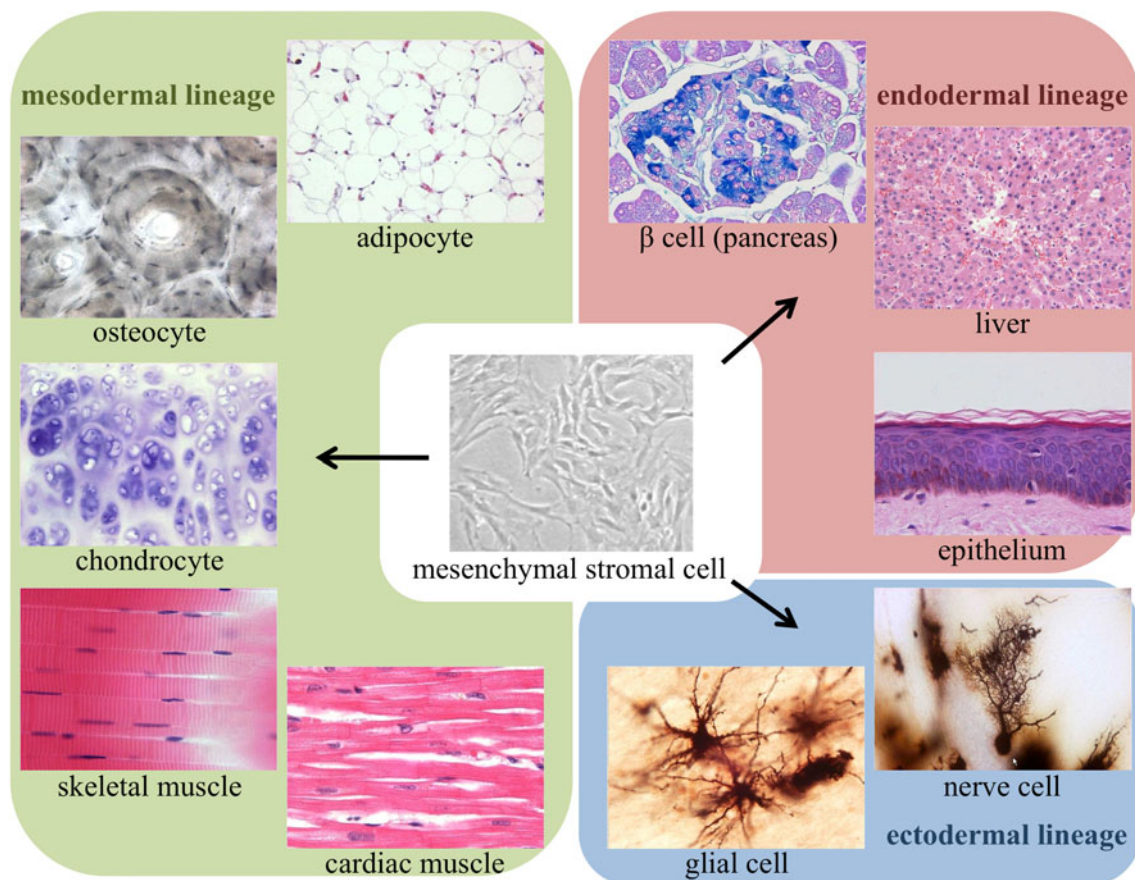 mesodermal lineage
adipocyte
osteocyte
chondrocyte
skeletal muscle
cardiac muscle
mesenchymal stromal cell
endodermal lineage
β cell (pancreas)
liver
epithelium
glial cell
nerve cell
ectodermal lineage